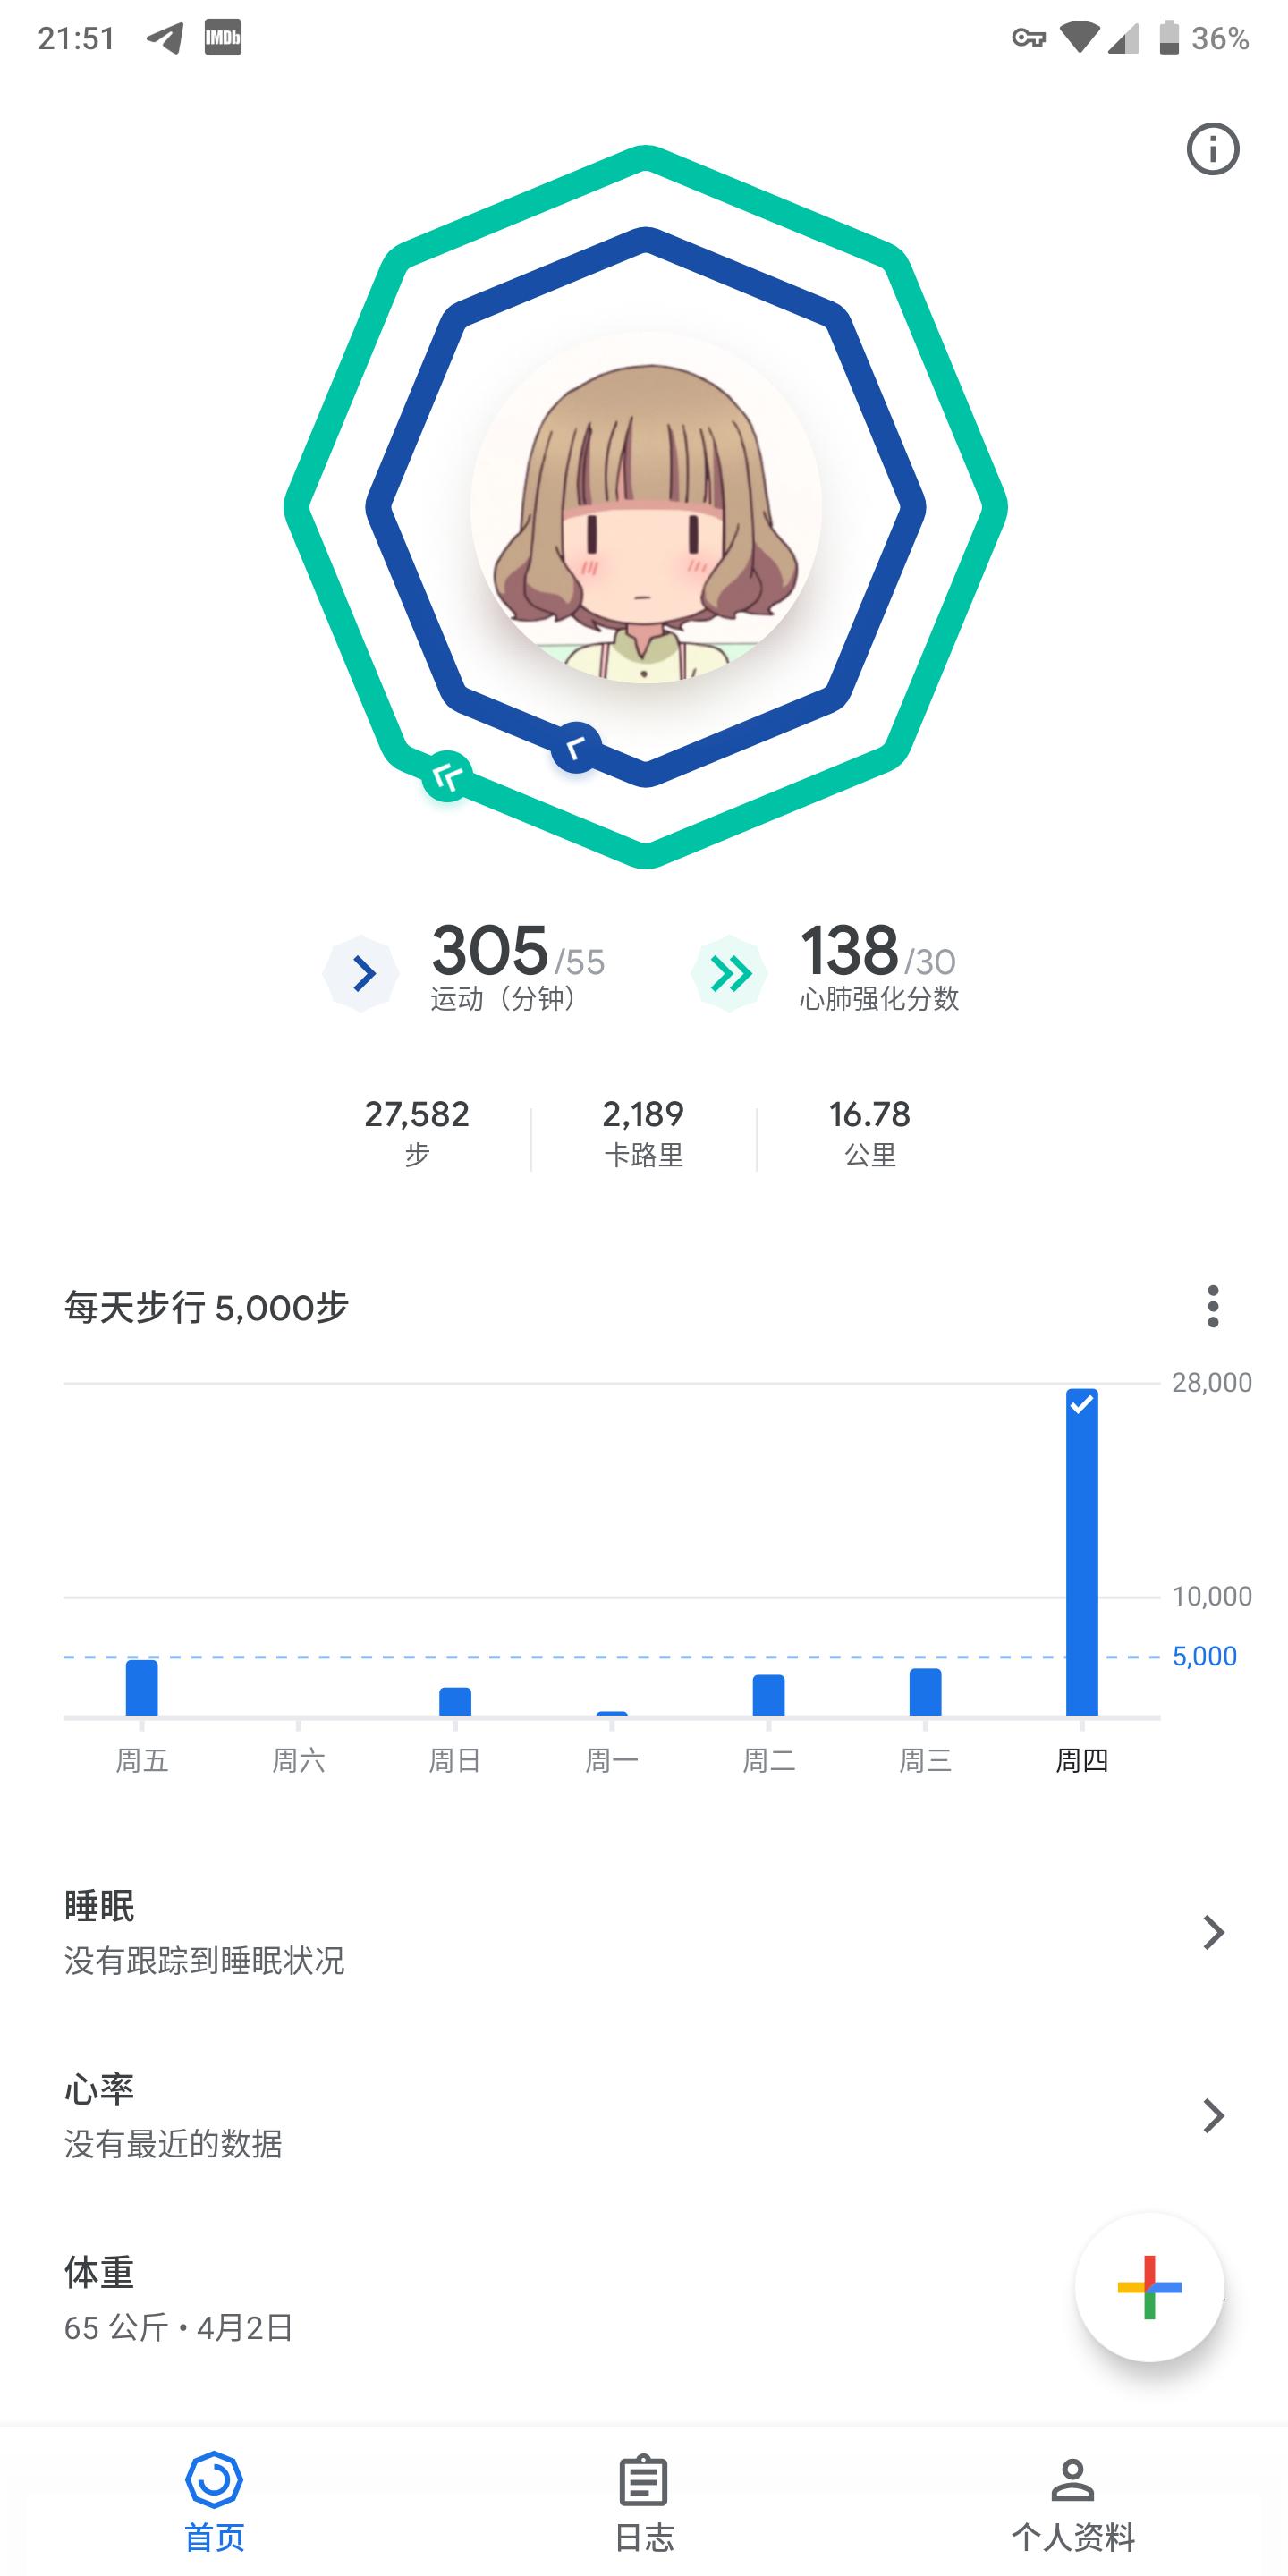 21:51 IMDb 36%
305/55 138/30
运动（分钟） 心肺强化分数
27,582 2,189 16.78
步 卡路里 公里
每天步行 5,000步
28,000
10,000
5,000
周五 周六 周日 周一 周二 周三 周四
睡眠
没有跟踪到睡眠状况
心率
没有最近的数据
体重
65 公斤 • 4月2日
首页 日志 个人资料